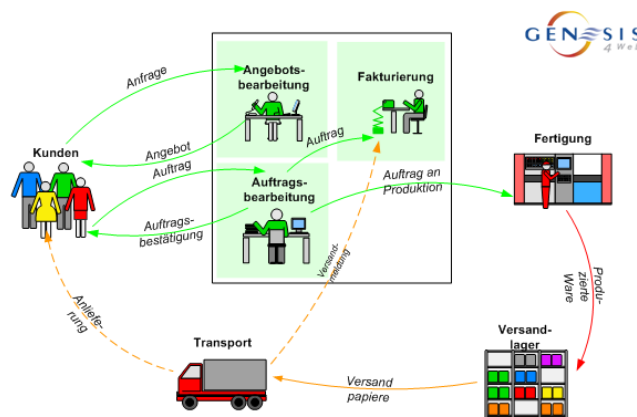 GENESIS
4 Web
Angebots-
bearbeitung
Fakturierung
Anfrage
Kunden
Angebot
Auftrag
Auftrag
Fertigung
Auftrags-
bearbeitung
Auftrag an
Produktion
Auftrags-
bestätigung
Versand-
meldung
Produ-
zierte
Ware
Anliefe-
rung
Transport
Versand-
lager
Versand
papiere